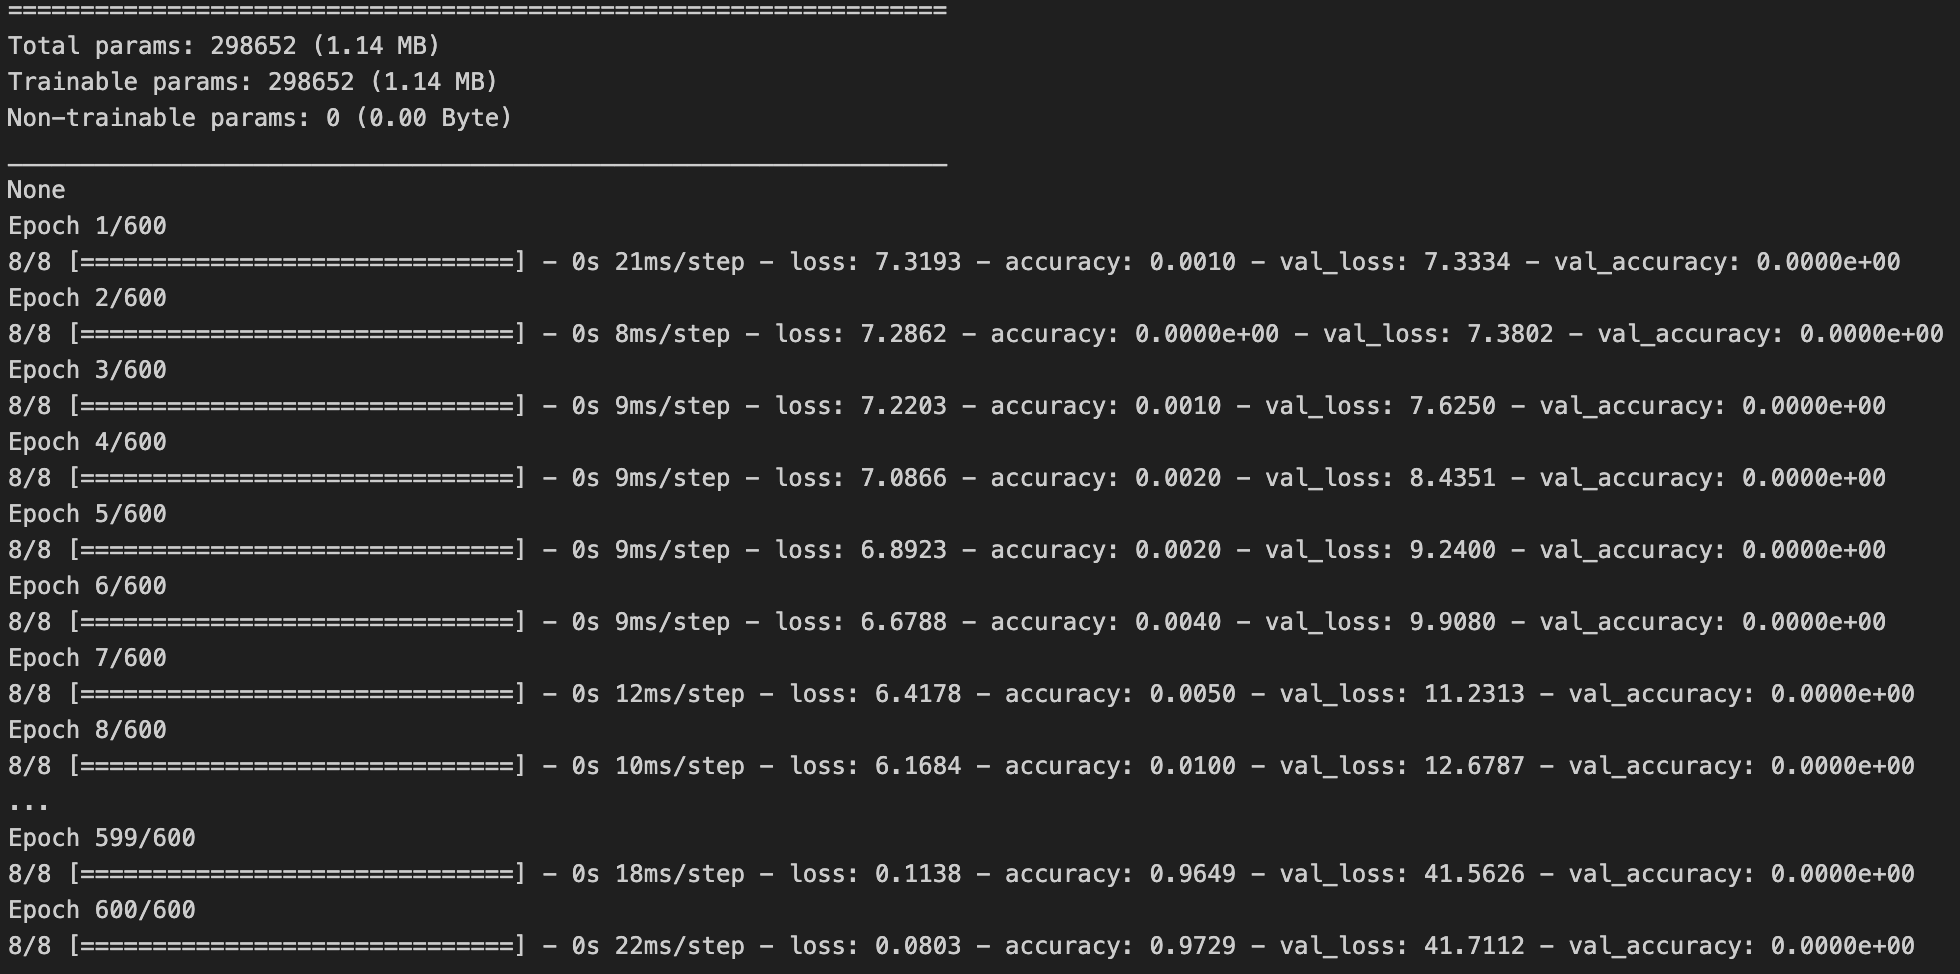 =================================================================
Total params: 298652 (1.14 MB)
Trainable params: 298652 (1.14 MB)
Non-trainable params: 0 (0.00 Byte)
_________________________________________________________________
None
Epoch 1/600
8/8 [==============================] - 0s 21ms/step - loss: 7.3193 - accuracy: 0.0010 - val_loss: 7.3334 - val_accuracy: 0.0000e+00
Epoch 2/600
8/8 [==============================] - 0s 8ms/step - loss: 7.2862 - accuracy: 0.0000e+00 - val_loss: 7.3802 - val_accuracy: 0.0000e+00
Epoch 3/600
8/8 [==============================] - 0s 9ms/step - loss: 7.2203 - accuracy: 0.0010 - val_loss: 7.6250 - val_accuracy: 0.0000e+00
Epoch 4/600
8/8 [==============================] - 0s 9ms/step - loss: 7.0866 - accuracy: 0.0020 - val_loss: 8.4351 - val_accuracy: 0.0000e+00
Epoch 5/600
8/8 [==============================] - 0s 9ms/step - loss: 6.8923 - accuracy: 0.0020 - val_loss: 9.2400 - val_accuracy: 0.0000e+00
Epoch 6/600
8/8 [==============================] - 0s 9ms/step - loss: 6.6788 - accuracy: 0.0040 - val_loss: 9.9080 - val_accuracy: 0.0000e+00
Epoch 7/600
8/8 [==============================] - 0s 12ms/step - loss: 6.4178 - accuracy: 0.0050 - val_loss: 11.2313 - val_accuracy: 0.0000e+00
Epoch 8/600
8/8 [==============================] - 0s 10ms/step - loss: 6.1684 - accuracy: 0.0100 - val_loss: 12.6787 - val_accuracy: 0.0000e+00
...
Epoch 599/600
8/8 [==============================] - 0s 18ms/step - loss: 0.1138 - accuracy: 0.9649 - val_loss: 41.5626 - val_accuracy: 0.0000e+00
Epoch 600/600
8/8 [==============================] - 0s 22ms/step - loss: 0.0803 - accuracy: 0.9729 - val_loss: 41.7112 - val_accuracy: 0.0000e+00